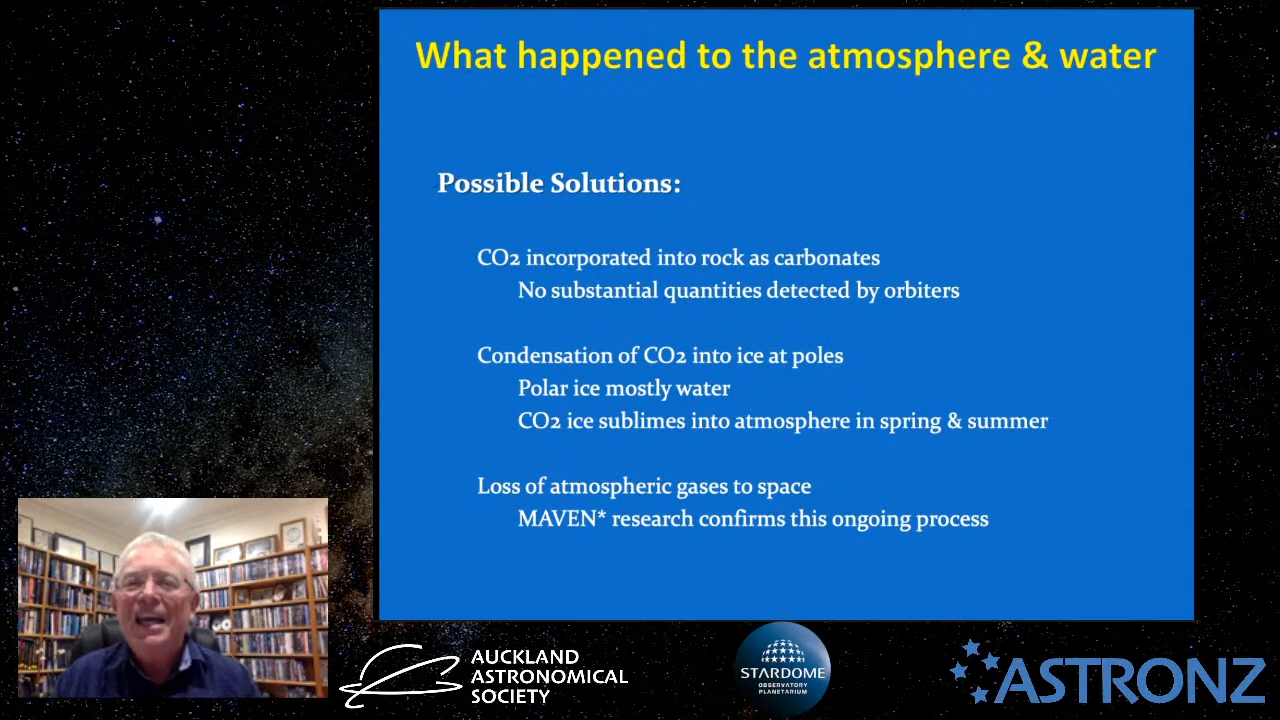 What happened to the atmosphere & water
Possible Solutions:
CO2 incorporated into rock as carbonates
No substantial quantities detected by orbiters
Condensation of CO2 into ice at poles
Polar ice mostly water
CO2 ice sublimes into atmosphere in spring & summer
Loss of atmospheric gases to space
MAVEN* research confirms this ongoing process
AUCKLAND
ASTRONOMICAL
SOCIETY
STARDOME
OBSERVATORY
PLANETARIUM
ASTRONZ